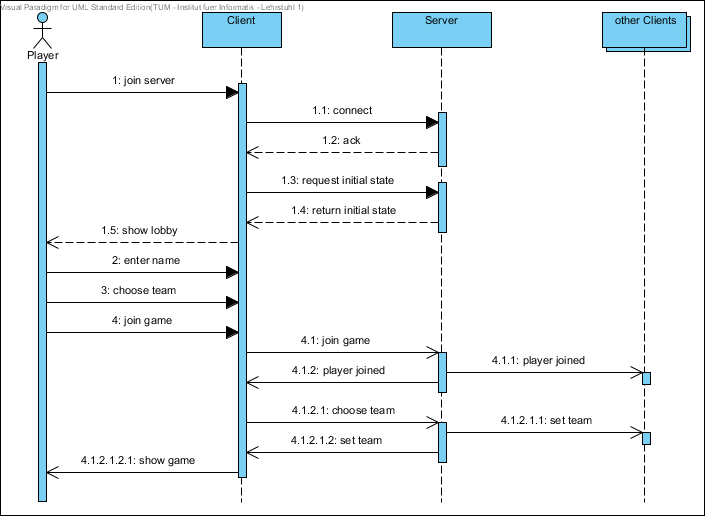 Visual Paradigm for UML Standard Edition(TUM - Institut fuer Informatik - Lehrstuhl 1)
Client
Server
other Clients
Player
1: join server
1.1: connect
1.2: ack
1.3: request initial state
1.4: return initial state
1.5: show lobby
2: enter name
3: choose team
4: join game
4.1: join game
4.1.1: player joined
4.1.2: player joined
4.1.2.1: choose team
4.1.2.1.1: set team
4.1.2.1.2: set team
4.1.2.1.2.1: show game